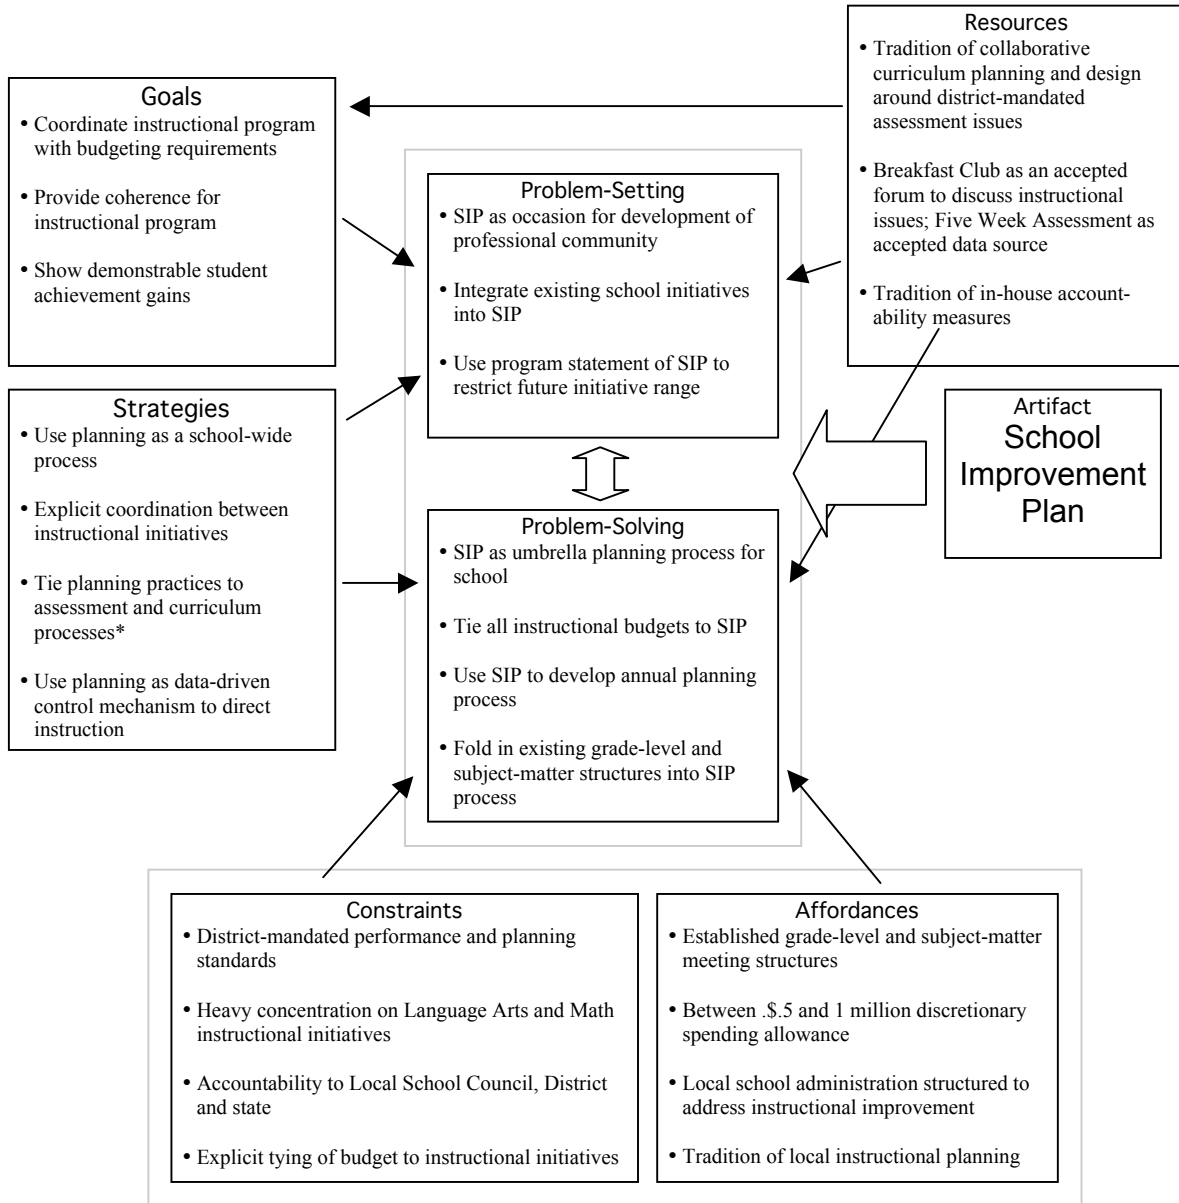 Resources
• Tradition of collaborative
curriculum planning and design
around district-mandated
assessment issues
• Breakfast Club as an accepted
forum to discuss instructional
issues; Five Week Assessment as
accepted data source
• Tradition of in-house account-
ability measures
Goals
• Coordinate instructional program
with budgeting requirements
• Provide coherence for
instructional program
• Show demonstrable student
achievement gains
Problem-Setting
• SIP as occasion for development of
professional community
• Integrate existing school initiatives
into SIP
• Use program statement of SIP to
restrict future initiative range
Strategies
• Use planning as a school-wide
process
• Explicit coordination between
instructional initiatives
• Tie planning practices to
assessment and curriculum
processes*
• Use planning as data-driven
control mechanism to direct
instruction
Artifact
School
Improvement
Plan
Problem-Solving
• SIP as umbrella planning process for
school
• Tie all instructional budgets to SIP
• Use SIP to develop annual planning
process
• Fold in existing grade-level and
subject-matter structures into SIP
process
Constraints
• District-mandated performance and planning
standards
• Heavy concentration on Language Arts and Math
instructional initiatives
• Accountability to Local School Council, District
and state
• Explicit tying of budget to instructional initiatives
Affordances
• Established grade-level and subject-matter
meeting structures
• Between .$.5 and 1 million discretionary
spending allowance
• Local school administration structured to
address instructional improvement
• Tradition of local instructional planning